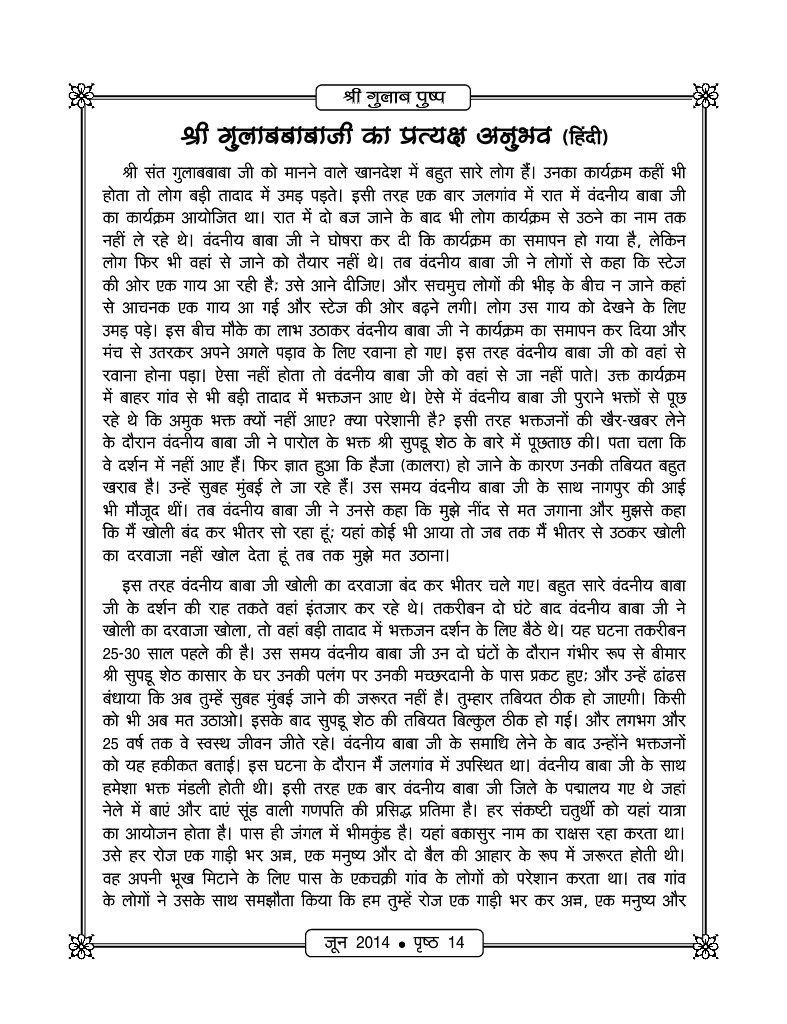 श्री गुलाब पुष्प
श्री गुलाबबाबाजी का प्रत्यक्ष अनुभव (हिंदी)
श्री संत गुलाबबाबा जी को मानने वाले खानदेश में बहुत सारे लोग हैं। उनका कार्यक्रम कहीं भी
होता तो लोग बड़ी तादाद में उमड़ पड़ते। इसी तरह एक बार जलगांव में रात में वंदनीय बाबा जी
का कार्यक्रम आयोजित था। रात में दो बज जाने के बाद भी लोग कार्यक्रम से उठने का नाम तक
नहीं ले रहे थे। वंदनीय बाबा जी ने घोषरा कर दी कि कार्यक्रम का समापन हो गया है, लेकिन
लोग फिर भी वहां से जाने को तैयार नहीं थे। तब वंदनीय बाबा जी ने लोगों से कहा कि स्टेज
की ओर एक गाय आ रही है; उसे आने दीजिए। और सचमुच लोगों की भीड़ के बीच न जाने कहां
से आचनक एक गाय आ गई और स्टेज की ओर बढ़ने लगी। लोग उस गाय को देखने के लिए
उमड़ पड़े। इस बीच मौके का लाभ उठाकर वंदनीय बाबा जी ने कार्यक्रम का समापन कर दिया और
मंच से उतरकर अपने अगले पड़ाव के लिए रवाना हो गए। इस तरह वंदनीय बाबा जी को वहां से
रवाना होना पड़ा। ऐसा नहीं होता तो वंदनीय बाबा जी को वहां से जा नहीं पाते। उक्त कार्यक्रम
में बाहर गांव से भी बड़ी तादाद में भक्तजन आए थे। ऐसे में वंदनीय बाबा जी पुराने भक्तों से पूछ
रहे थे कि अमुक भक्त क्यों नहीं आए? क्या परेशानी है? इसी तरह भक्तजनों की खैर-खबर लेने
के दौरान वंदनीय बाबा जी ने पारोल के भक्त श्री सुपडू शेठ के बारे में पूछताछ की। पता चला कि
वे दर्शन में नहीं आए हैं। फिर ज्ञात हुआ कि हैजा (कालरा) हो जाने के कारण उनकी तबियत बहुत
खराब है। उन्हें सुबह मुंबई ले जा रहे हैं। उस समय वंदनीय बाबा जी के साथ नागपुर की आई
भी मौजूद थीं। तब वंदनीय बाबा जी ने उनसे कहा कि मुझे नींद से मत जगाना और मुझसे कहा
कि मैं खोली बंद कर भीतर सो रहा हूं; यहां कोई भी आया तो जब तक मैं भीतर से उठकर खोली
का दरवाजा नहीं खोल देता हूं तब तक मुझे मत उठाना।
इस तरह वंदनीय बाबा जी खोली का दरवाजा बंद कर भीतर चले गए। बहुत सारे वंदनीय बाबा
जी के दर्शन की राह तकते वहां इंतजार कर रहे थे। तकरीबन दो घंटे बाद वंदनीय बाबा जी ने
खोली का दरवाजा खोला, तो वहां बड़ी तादाद में भक्तजन दर्शन के लिए बैठे थे। यह घटना तकरीबन
25-30 साल पहले की है। उस समय वंदनीय बाबा जी उन दो घंटों के दौरान गंभीर रूप से बीमार
श्री सुपडू शेठ कासार के घर उनकी पलंग पर उनकी मच्छरदानी के पास प्रकट हुए; और उन्हें ढांढस
बंधाया कि अब तुम्हें सुबह मुंबई जाने की जरूरत नहीं है। तुम्हार तबियत ठीक हो जाएगी। किसी
को भी अब मत उठाओ। इसके बाद सुपडू शेठ की तबियत बिल्कुल ठीक हो गई। और लगभग और
25 वर्ष तक वे स्वस्थ जीवन जीते रहे। वंदनीय बाबा जी के समाधि लेने के बाद उन्होंने भक्तजनों
को यह हकीकत बताई। इस घटना के दौरान मैं जलगांव में उपस्थित था। वंदनीय बाबा जी के साथ
हमेशा भक्त मंडली होती थी। इसी तरह एक बार वंदनीय बाबा जी जिले के पद्मालय गए थे जहां
नेले में बाएं और दाएं सूंड वाली गणपति की प्रसिद्ध प्रतिमा है। हर संकष्टी चतुर्थी को यहां यात्रा
का आयोजन होता है। पास ही जंगल में भीमकुंड है। यहां बकासुर नाम का राक्षस रहा करता था।
उसे हर रोज एक गाड़ी भर अन्न, एक मनुष्य और दो बैल की आहार के रूप में जरूरत होती थी।
वह अपनी भूख मिटाने के लिए पास के एकचक्री गांव के लोगों को परेशान करता था। तब गांव
के लोगों ने उसके साथ समझौता किया कि हम तुम्हें रोज एक गाड़ी भर कर अन्न, एक मनुष्य और
जून 2014 ● पृष्ठ 14